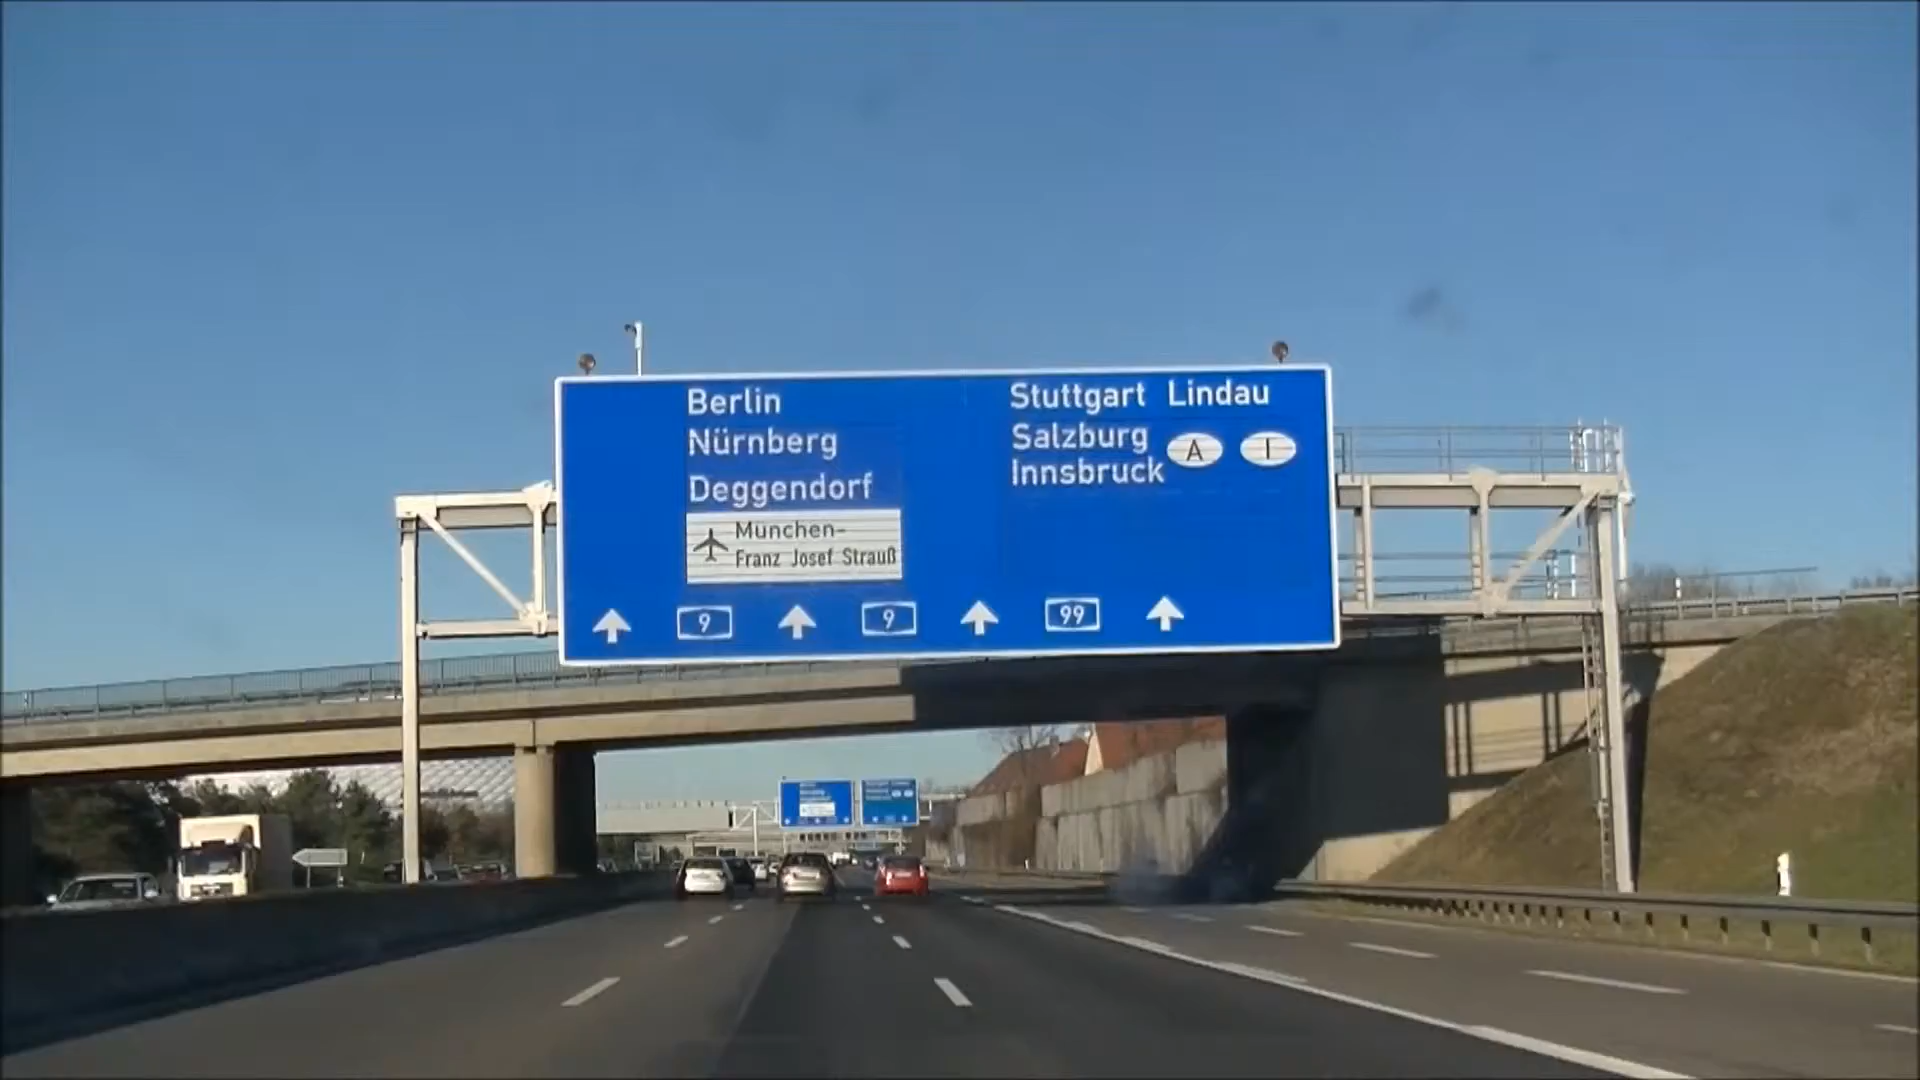 Berlin
Nürnberg
Deggendorf
München-
Franz Josef Strauß
Stuttgart Lindau
Salzburg A I
Innsbruck
9 9 99